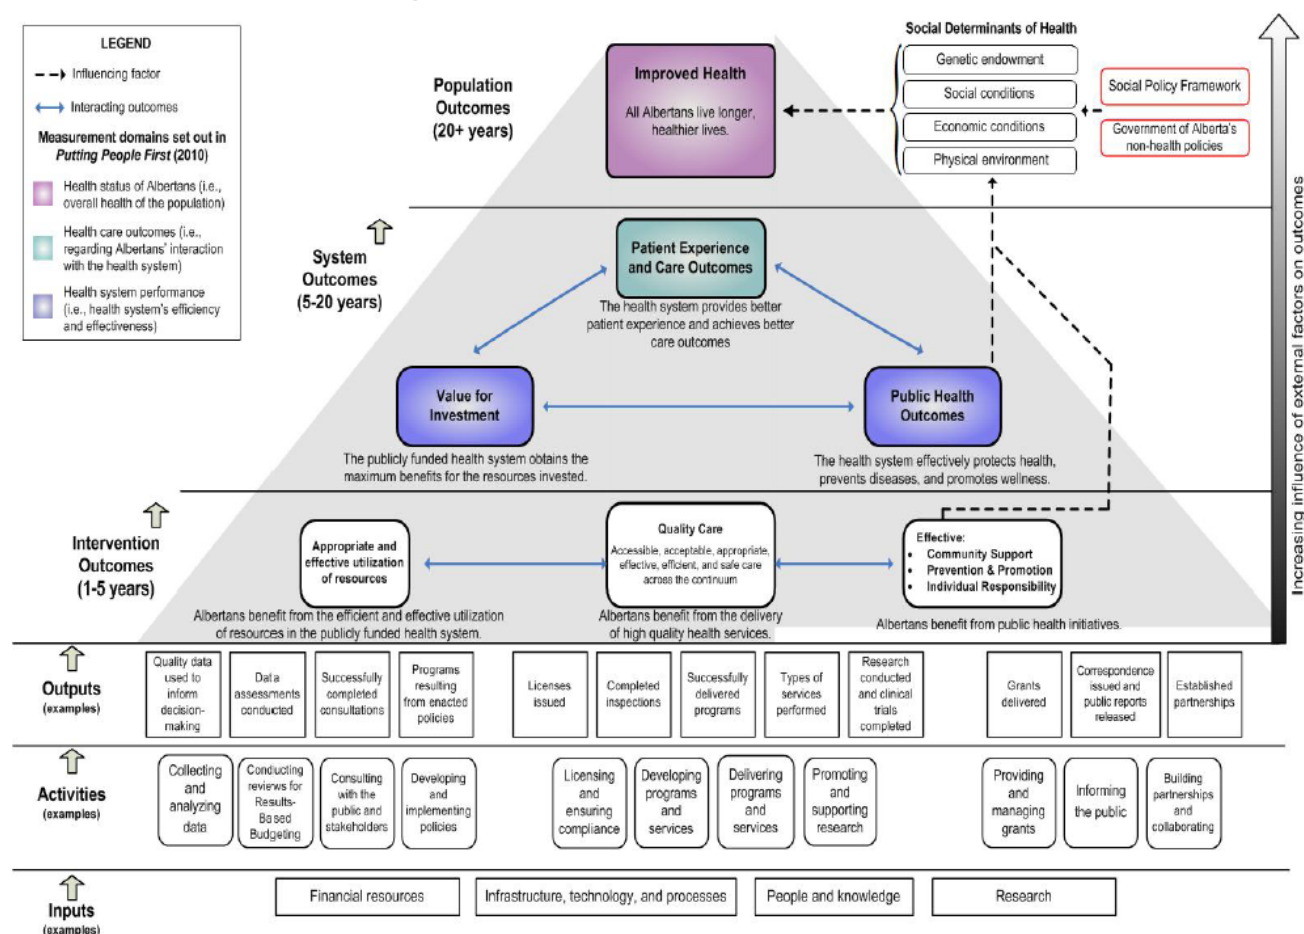 LEGEND
Influencing factor
Interacting outcomes
Measurement domains set out in
Putting People First (2010)
Health status of Albertans (i.e.,
overall health of the population)
Health care outcomes (i.e.,
regarding Albertans' interaction
with the health system)
Health system performance
(i.e., health system's efficiency
and effectiveness)
Population
Outcomes
(20+ years)
Improved Health
All Albertans live longer,
healthier lives.
Social Determinants of Health
Genetic endowment
Social conditions
Economic conditions
Physical environment
Social Policy Framework
Government of Alberta's
non-health policies
Increasing influence of external factors on outcomes
System
Outcomes
(5-20 years)
Patient Experience
and Care Outcomes
The health system provides better
patient experience and achieves better
care outcomes
Value for
Investment
The publicly funded health system obtains the
maximum benefits for the resources invested.
Public Health
Outcomes
The health system effectively protects health,
prevents diseases, and promotes wellness.
Intervention
Outcomes
(1-5 years)
Appropriate and
effective utilization
of resources
Albertans benefit from the efficient and effective utilization
of resources in the publicly funded health system.
Quality Care
Accessible, acceptable, appropriate,
effective, efficient, and safe care
across the continuum
Albertans benefit from the delivery
of high quality health services.
Effective:
• Community Support
• Prevention & Promotion
• Individual Responsibility
Albertans benefit from public health initiatives.
Outputs
(examples)
Quality data
used to
inform
decision-
making
Data
assessments
conducted
Successfully
completed
consultations
Programs
resulting
from enacted
policies
Licenses
issued
Completed
inspections
Successfully
delivered
programs
Types of
services
performed
Research
conducted
and clinical
trials
completed
Grants
delivered
Correspondence
issued and
public reports
released
Established
partnerships
Activities
(examples)
Collecting
and
analyzing
data
Conducting
reviews for
Results-
Based
Budgeting
Consulting
with the
public and
stakeholders
Developing
and
implementing
policies
Licensing
and
ensuring
compliance
Developing
programs
and
services
Delivering
programs
and
services
Promoting
and
supporting
research
Providing
and
managing
grants
Informing
the public
Building
partnerships
and
collaborating
Inputs
(examples)
Financial resources
Infrastructure, technology, and processes
People and knowledge
Research